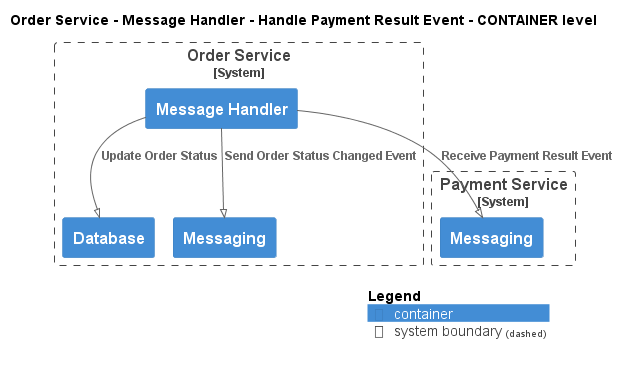 Order Service - Message Handler - Handle Payment Result Event - CONTAINER level
Order Service
[System]
Message Handler
Update Order Status
Send Order Status Changed Event
Receive Payment Result Event
Payment Service
[System]
Database
Messaging
Messaging
Legend
container
system boundary (dashed)